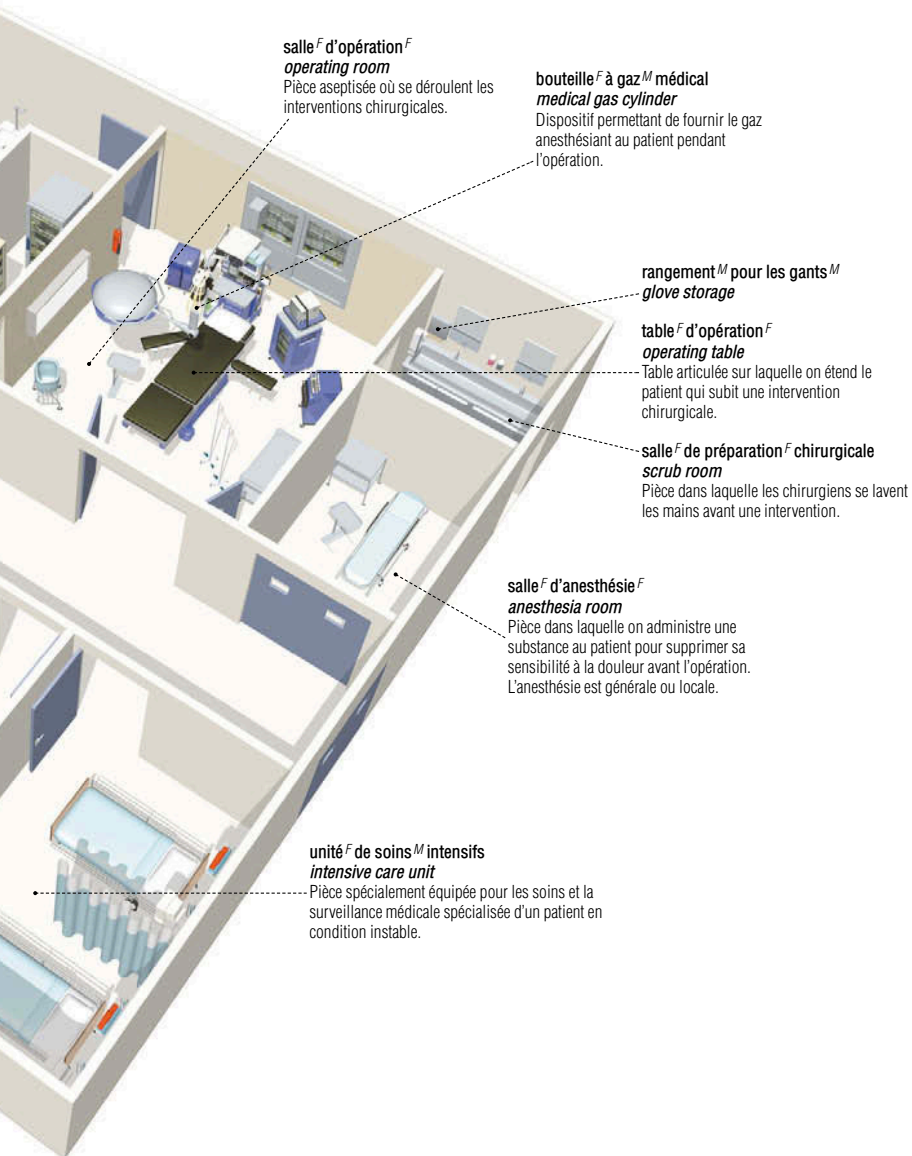 salle F d'opération F
operating room
Pièce aseptisée où se déroulent les
interventions chirurgicales.
bouteille F à gaz M médical
medical gas cylinder
Dispositif permettant de fournir le gaz
anesthésiant au patient pendant
l'opération.
rangement M pour les gants M
glove storage
table F d'opération F
operating table
Table articulée sur laquelle on étend le
patient qui subit une intervention
chirurgicale.
salle F de préparation F chirurgicale
scrub room
Pièce dans laquelle les chirurgiens se lavent
les mains avant une intervention.
salle F d'anesthésie F
anesthesia room
Pièce dans laquelle on administre une
substance au patient pour supprimer sa
sensibilité à la douleur avant l'opération.
L'anesthésie est générale ou locale.
unité F de soins M intensifs
intensive care unit
Pièce spécialement équipée pour les soins et la
surveillance médicale spécialisée d'un patient en
condition instable.